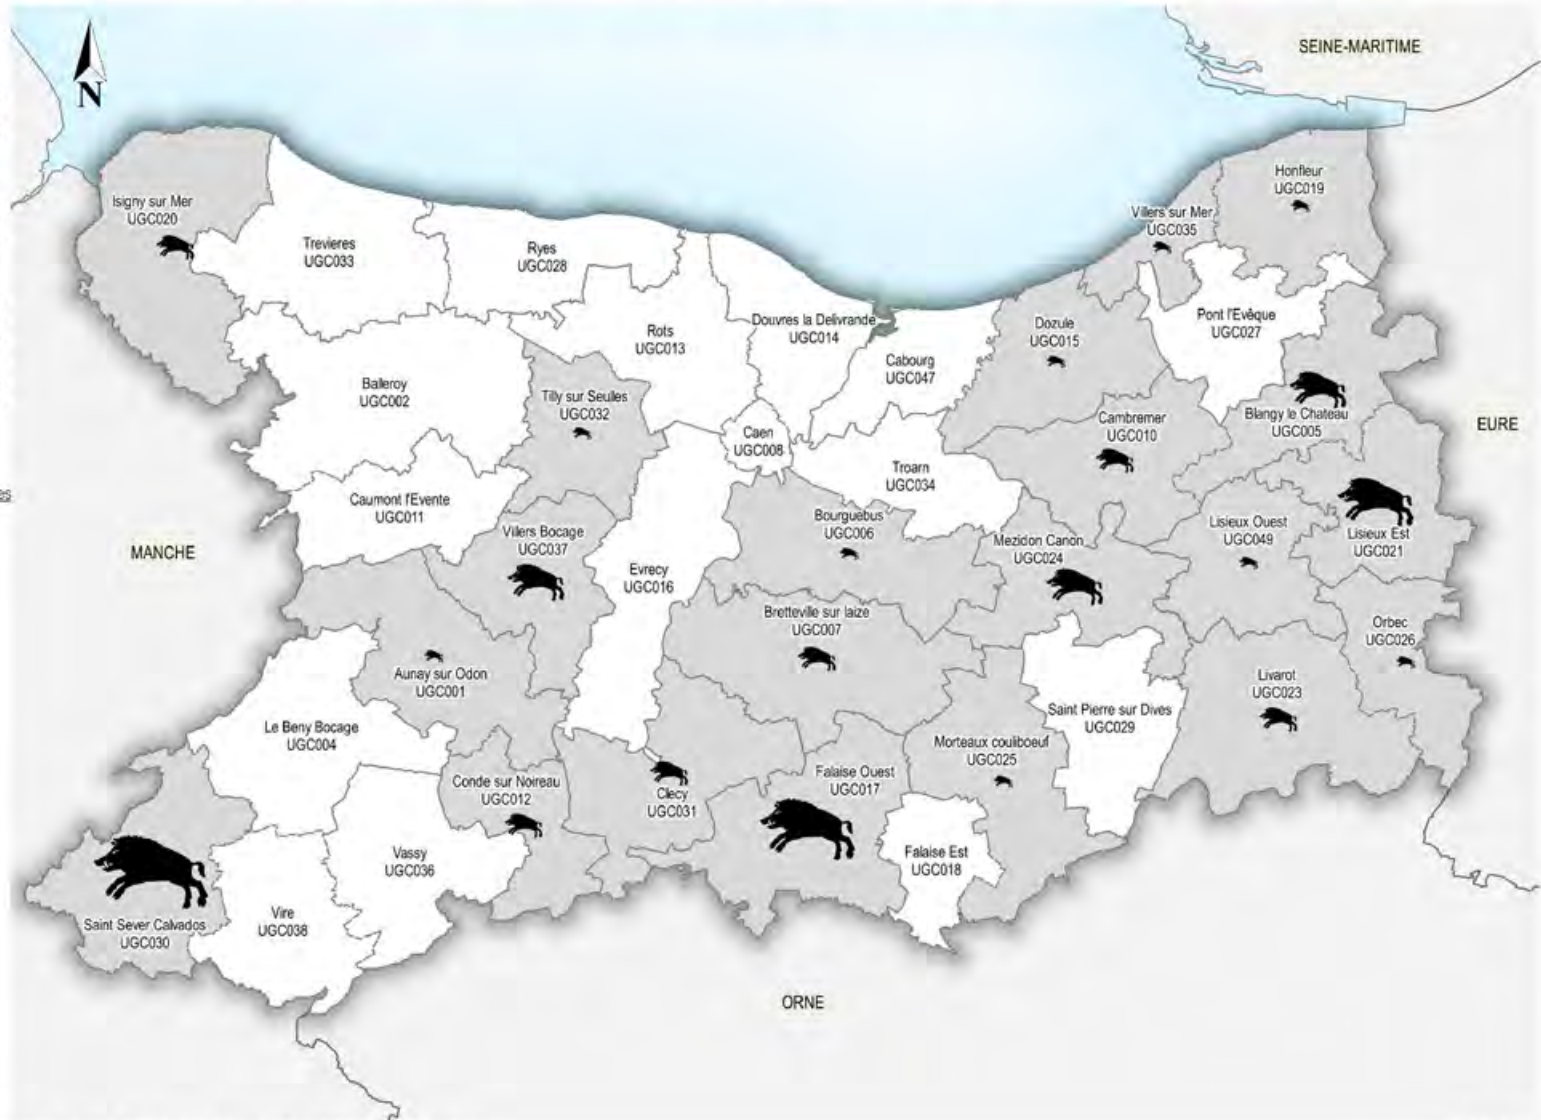 SEINE-MARITIME
N
Honfleur
UGC019
Isigny sur Mer
UGC020
Villers sur Mer
UGC035
Trevieres
UGC033
Ryes
UGC028
Pont l'Evêque
UGC027
Douvres la Delivrande
UGC014
Dozule
UGC015
Rots
UGC013
Cabourg
UGC047
Balleroy
UGC002
Tilly sur Seulles
UGC032
Blangy le Chateau
UGC005
Cambremer
UGC010
EURE
Caen
UGC008
Troarn
UGC034
es
Caumont l'Evente
UGC011
Bourguebus
UGC006
Lisieux Ouest
UGC049
Villers Bocage
UGC037
Mezidon Canon
UGC024
Lisieux Est
UGC021
MANCHE
Evrecy
UGC016
Bretteville sur laize
UGC007
Orbec
UGC026
Aunay sur Odon
UGC001
Livarot
UGC023
Saint Pierre sur Dives
UGC029
Le Beny Bocage
UGC004
Morteaux couliboeuf
UGC025
Conde sur Noireau
UGC012
Falaise Ouest
UGC017
Clecy
UGC031
Vassy
UGC036
Falaise Est
UGC018
Saint Sever Calvados
UGC030
Vire
UGC038
ORNE